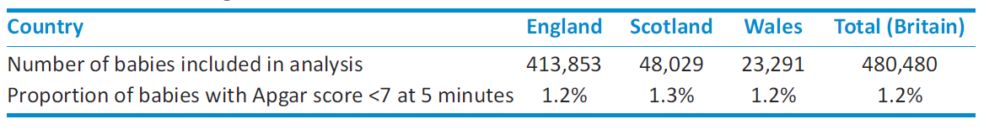 Country England Scotland Wales Total (Britain)
Number of babies included in analysis 413,853 48,029 23,291 480,480
Proportion of babies with Apgar score <7 at 5 minutes 1.2% 1.3% 1.2% 1.2%